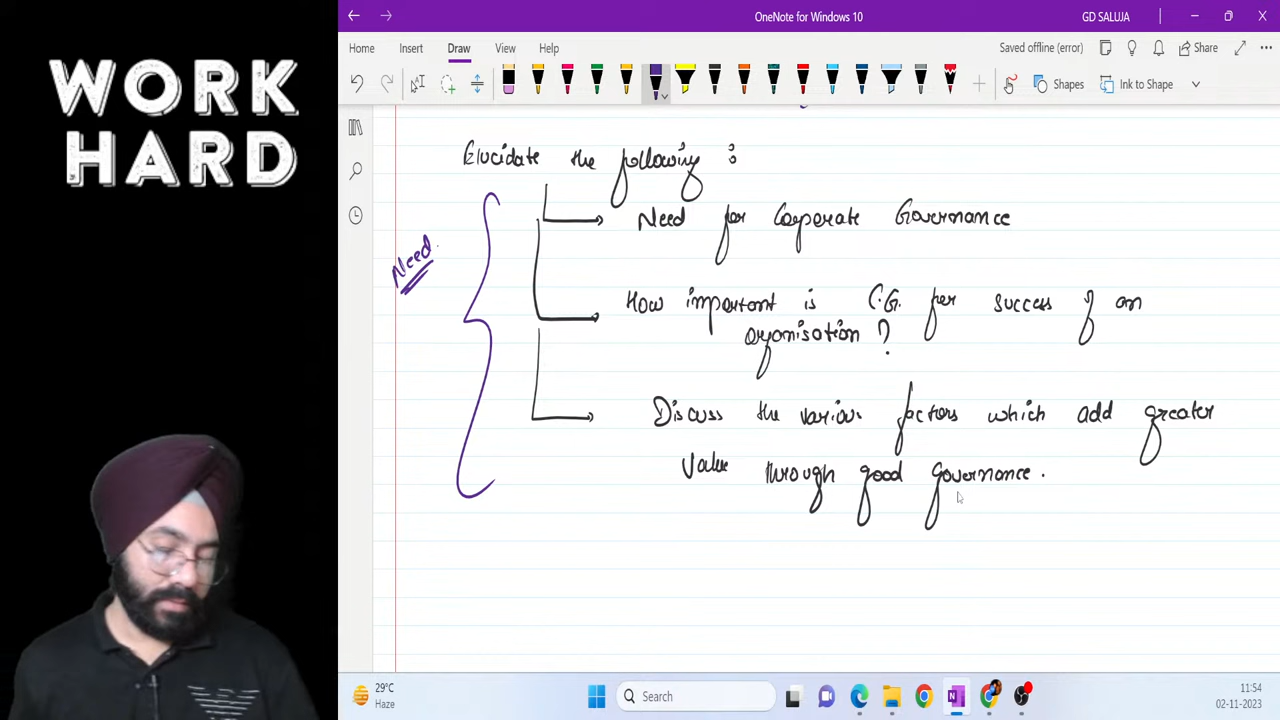 WORK
HARD
OneNote for Windows 10
GD SALUJA
Home Insert Draw View Help
Saved offline (error)
Share
Shapes
Ink to Shape
Elucidate the following :
Need for Corporate Governance
Need
How important is C.G. for success of an
organisation ?
Discuss the various factors which add greater
Value through good Governance.
29°C
Haze
Search
11:54
02-11-2023